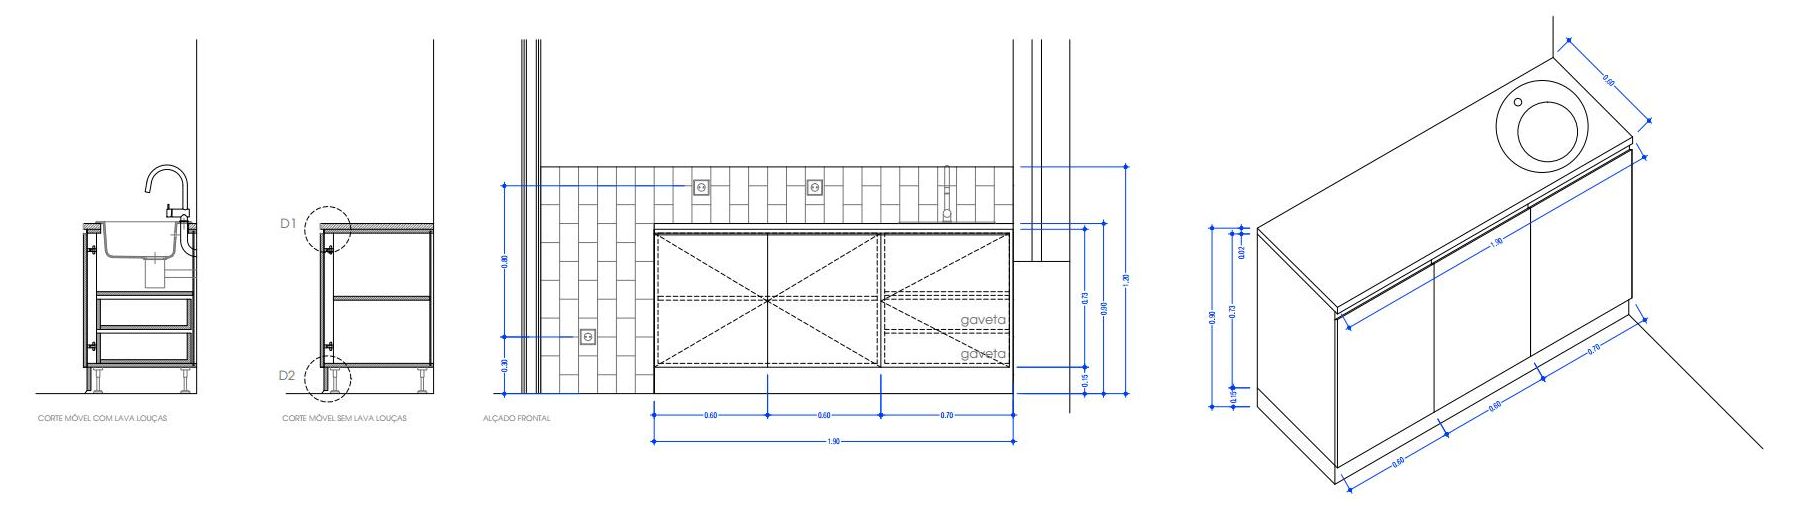 D1
D2
CORTE MÓVEL COM LAVA LOUÇAS
CORTE MÓVEL SEM LAVA LOUÇAS
ALÇADO FRONTAL
0.80
0.30
gaveta
gaveta
0.60
0.60
0.70
1.90
0.73
0.15
0.90
1.20
0.60
1.90
0.02
0.73
0.90
0.15
0.70
0.60
0.60